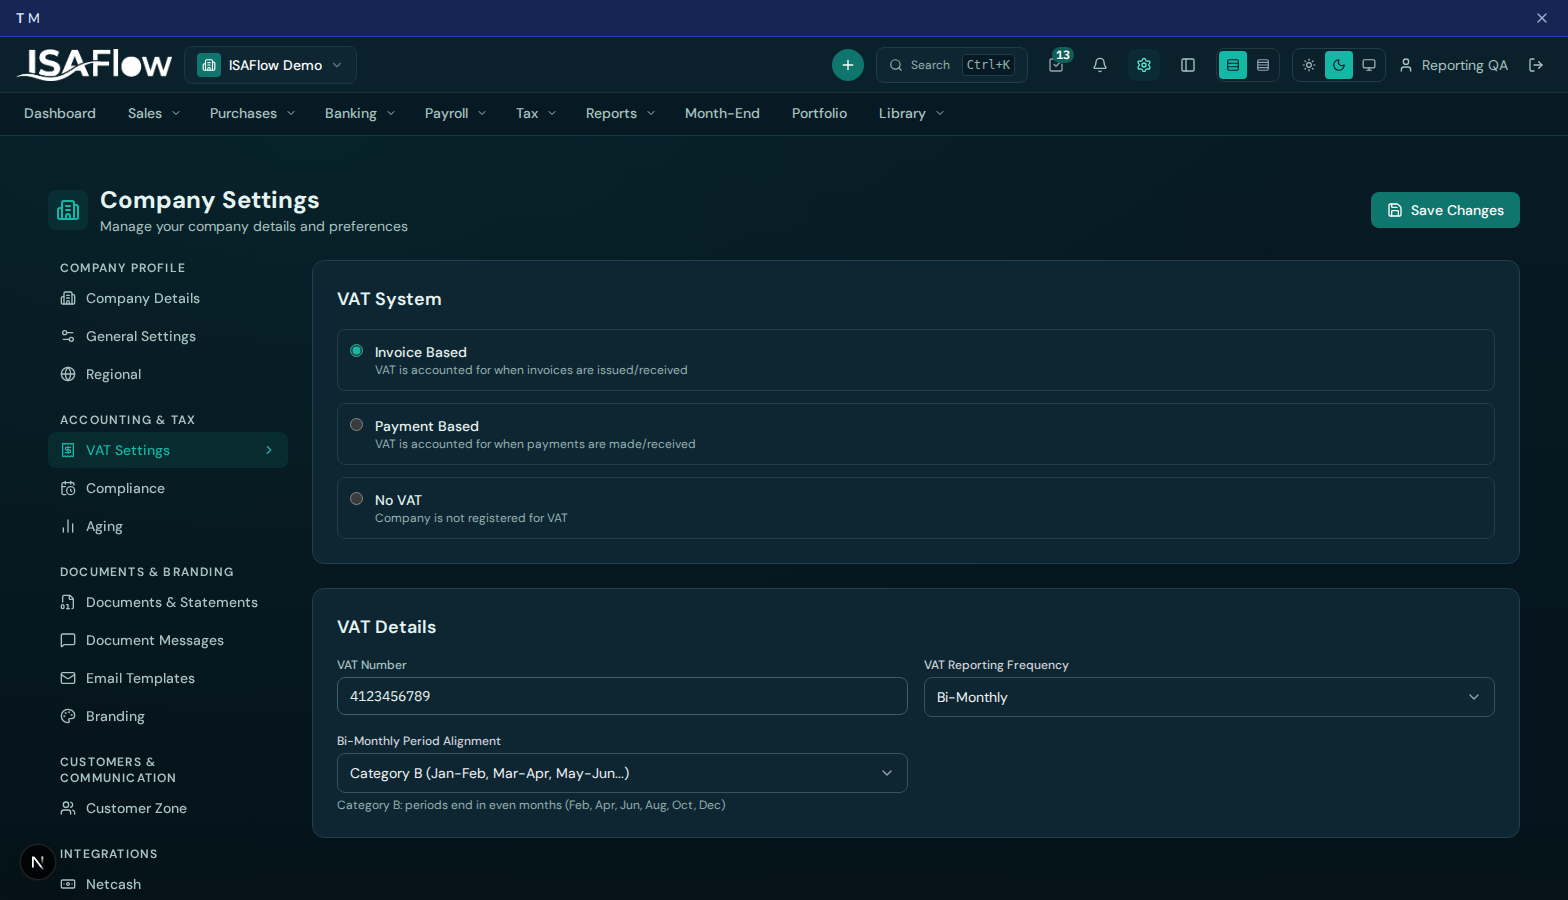 T M
ISAFlow
ISAFlow Demo
Search Ctrl+K
13
Reporting QA
Dashboard Sales Purchases Banking Payroll Tax Reports Month-End Portfolio Library
Company Settings
Manage your company details and preferences
Save Changes
COMPANY PROFILE
Company Details
General Settings
Regional
ACCOUNTING & TAX
VAT Settings
Compliance
Aging
DOCUMENTS & BRANDING
Documents & Statements
Document Messages
Email Templates
Branding
CUSTOMERS &
COMMUNICATION
Customer Zone
INTEGRATIONS
Netcash
N
VAT System
Invoice Based
VAT is accounted for when invoices are issued/received
Payment Based
VAT is accounted for when payments are made/received
No VAT
Company is not registered for VAT
VAT Details
VAT Number
4123456789
VAT Reporting Frequency
Bi-Monthly
Bi-Monthly Period Alignment
Category B (Jan-Feb, Mar-Apr, May-Jun...)
Category B: periods end in even months (Feb, Apr, Jun, Aug, Oct, Dec)